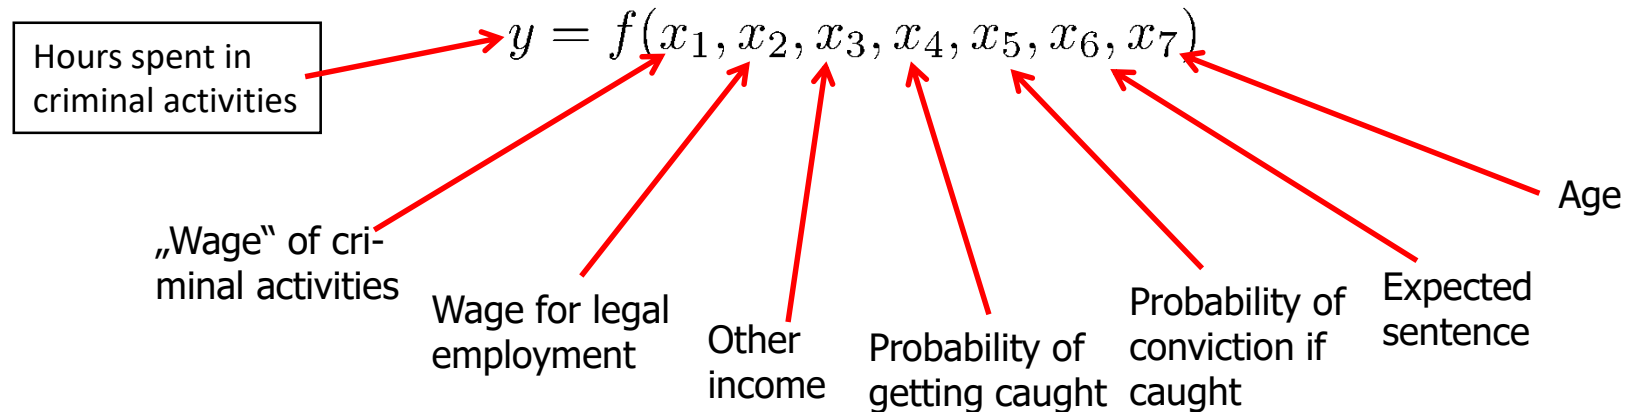 y = f(x₁, x₂, x₃, x₄, x₅, x₆, x₇)
Hours spent in
criminal activities
„Wage“ of cri-
minal activities
Wage for legal
employment
Other
income
Probability of
getting caught
Probability of
conviction if
caught
Expected
sentence
Age